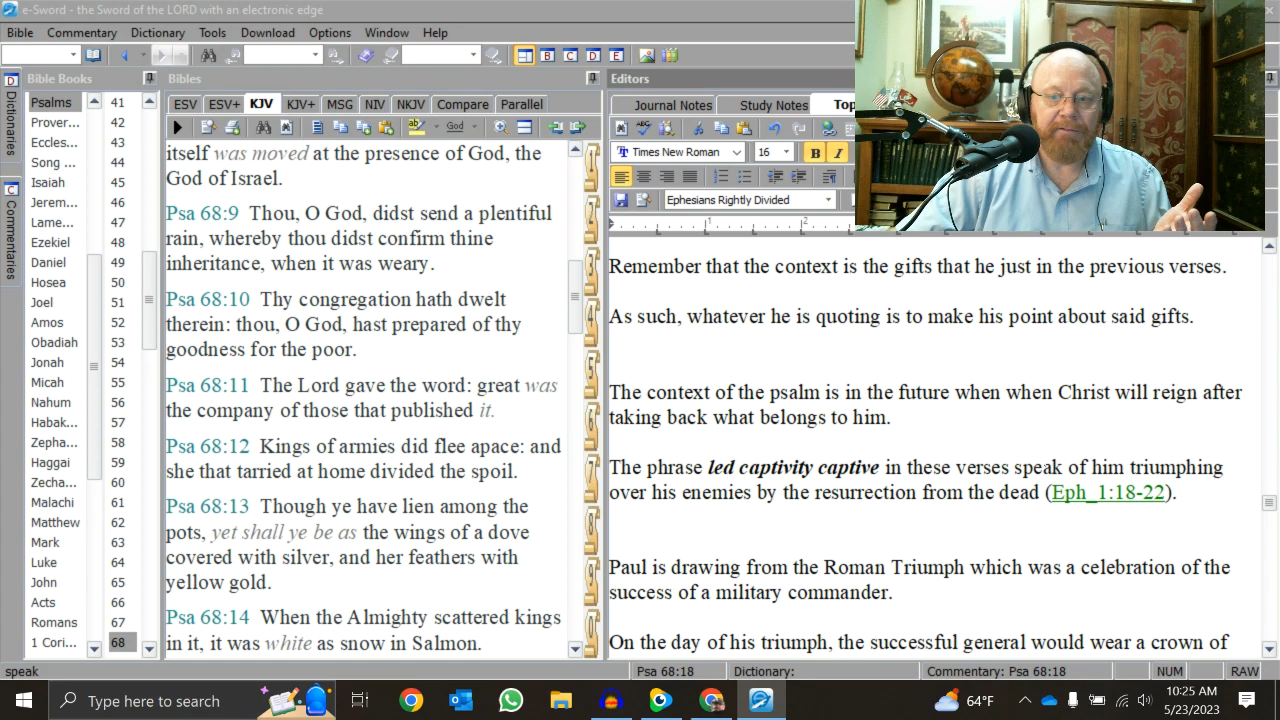 e-Sword - the Sword of the LORD with an electronic edge
Bible Commentary Dictionary Tools Download Options Window Help
B C D E
Dictionaries
Commentaries
Bible Books
Psalms
Prover...
Eccles...
Song ...
Isaiah
Jerem...
Lame...
Ezekiel
Daniel
Hosea
Joel
Amos
Obadiah
Jonah
Micah
Nahum
Habak...
Zepha...
Haggai
Zecha...
Malachi
Matthew
Mark
Luke
John
Acts
Romans
1 Cori...
41
42
43
44
45
46
47
48
49
50
51
52
53
54
55
56
57
58
59
60
61
62
63
64
65
66
67
68
Bibles
ESV ESV+ KJV KJV+ MSG NIV NKJV Compare Parallel
God
itself was moved at the presence of God, the
God of Israel.
Psa 68:9 Thou, O God, didst send a plentiful
rain, whereby thou didst confirm thine
inheritance, when it was weary.
Psa 68:10 Thy congregation hath dwelt
therein: thou, O God, hast prepared of thy
goodness for the poor.
Psa 68:11 The Lord gave the word: great was
the company of those that published it.
Psa 68:12 Kings of armies did flee apace: and
she that tarried at home divided the spoil.
Psa 68:13 Though ye have lien among the
pots, yet shall ye be as the wings of a dove
covered with silver, and her feathers with
yellow gold.
Psa 68:14 When the Almighty scattered kings
in it, it was white as snow in Salmon.
1
2
3
4
5
6
7
8
9
0
Editors
Journal Notes Study Notes Top
Times New Roman 16 B I
Ephesians Rightly Divided
1 2
Remember that the context is the gifts that he just in the previous verses.
As such, whatever he is quoting is to make his point about said gifts.
The context of the psalm is in the future when when Christ will reign after
taking back what belongs to him.
The phrase led captivity captive in these verses speak of him triumphing
over his enemies by the resurrection from the dead (Eph_1:18-22).
Paul is drawing from the Roman Triumph which was a celebration of the
success of a military commander.
On the day of his triumph, the successful general would wear a crown of
speak Psa 68:18 Dictionary: Commentary: Psa 68:18 NUM RAW
Type here to search
64°F
10:25 AM
5/23/2023